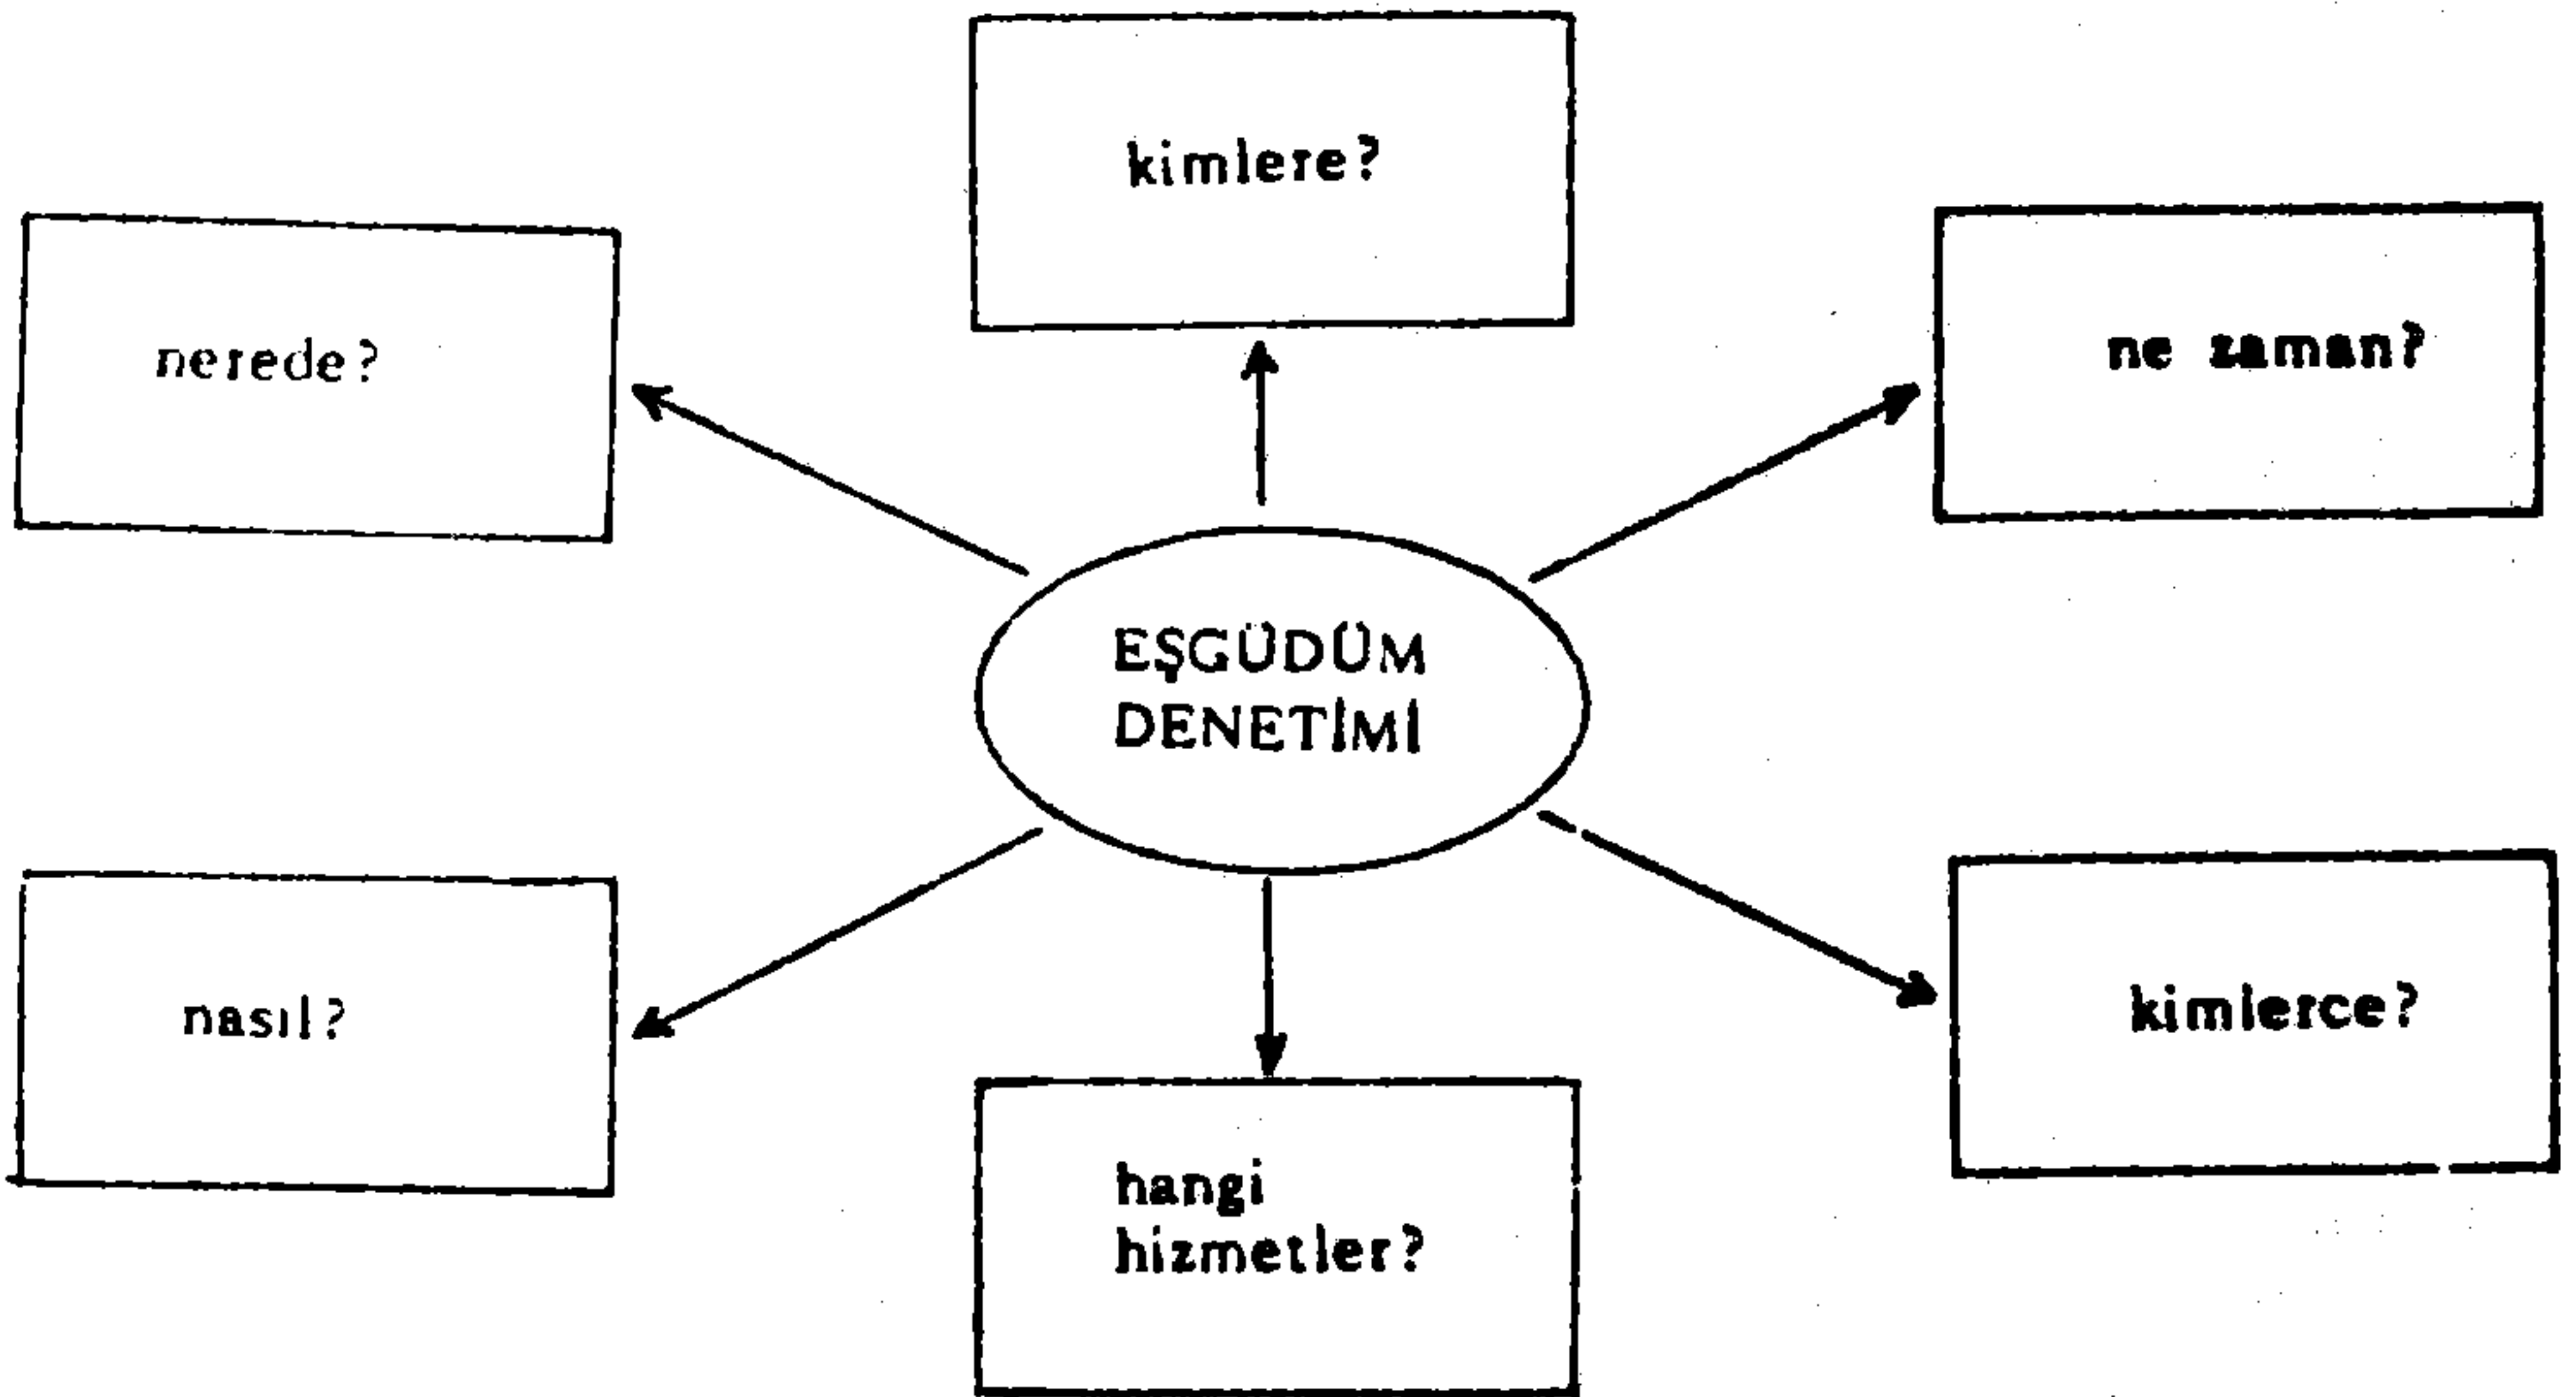 kimlere?
nerede?
ne zaman?
EŞGÜDÜM
DENETİMİ
nasıl?
kimlerce?
hangi
hizmetler?